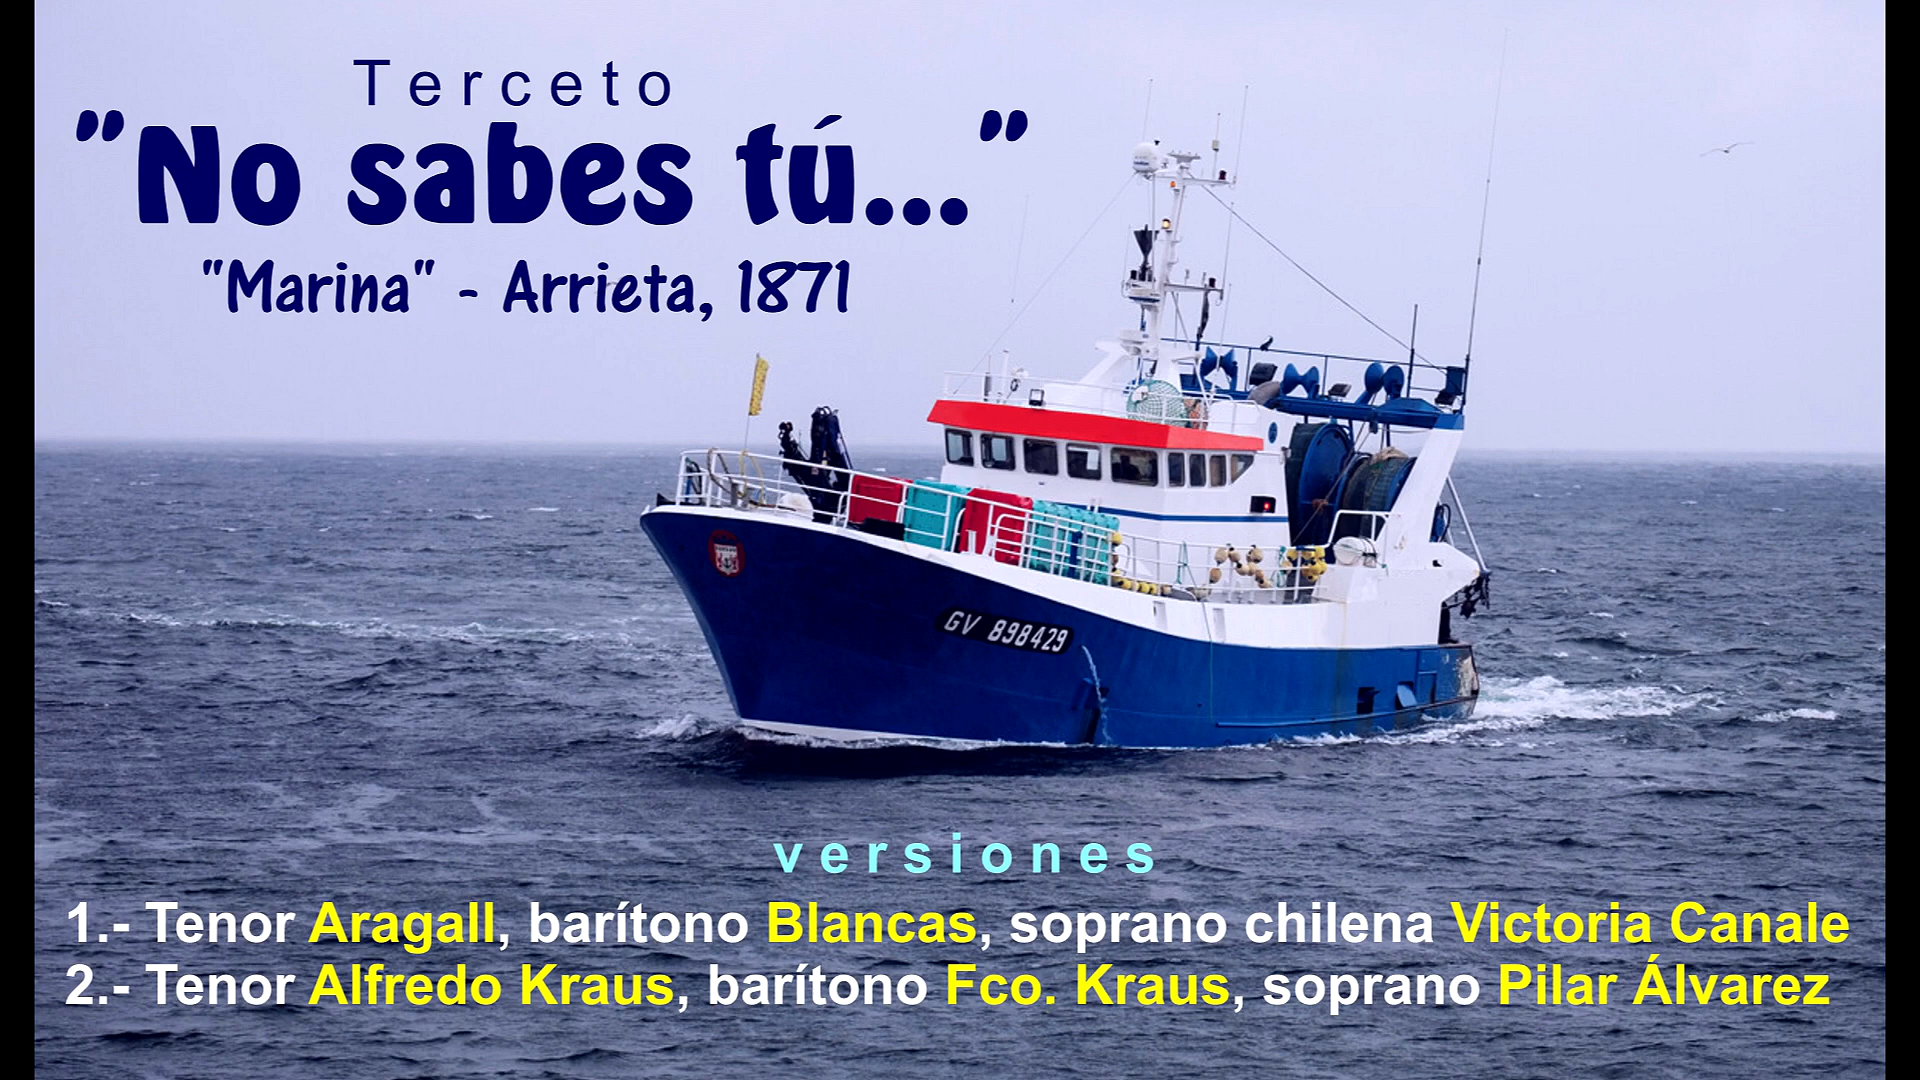 Terceto
"No sabes tú..."
"Marina" - Arrieta, 1871
GV 898429
versiones
1.- Tenor Aragall, barítono Blancas, soprano chilena Victoria Canale
2.- Tenor Alfredo Kraus, barítono Fco. Kraus, soprano Pilar Álvarez